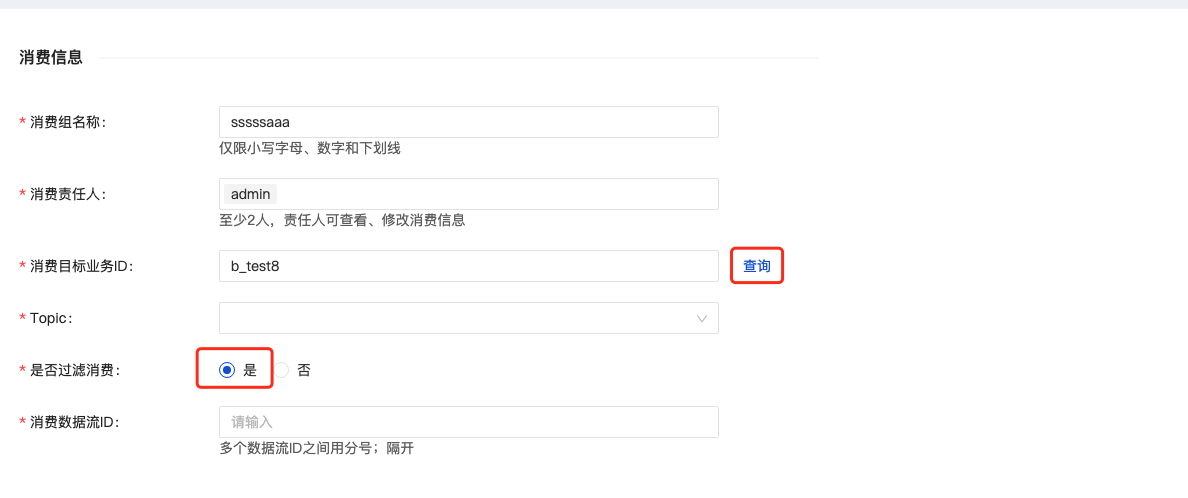 消费信息
* 消费组名称: sssssaaa
仅限小写字母、数字和下划线
* 消费责任人: admin
至少2人，责任人可查看、修改消费信息
* 消费目标业务ID: b_test8 查询
* Topic:
* 是否过滤消费: 是 否
* 消费数据流ID: 请输入
多个数据流ID之间用分号；隔开